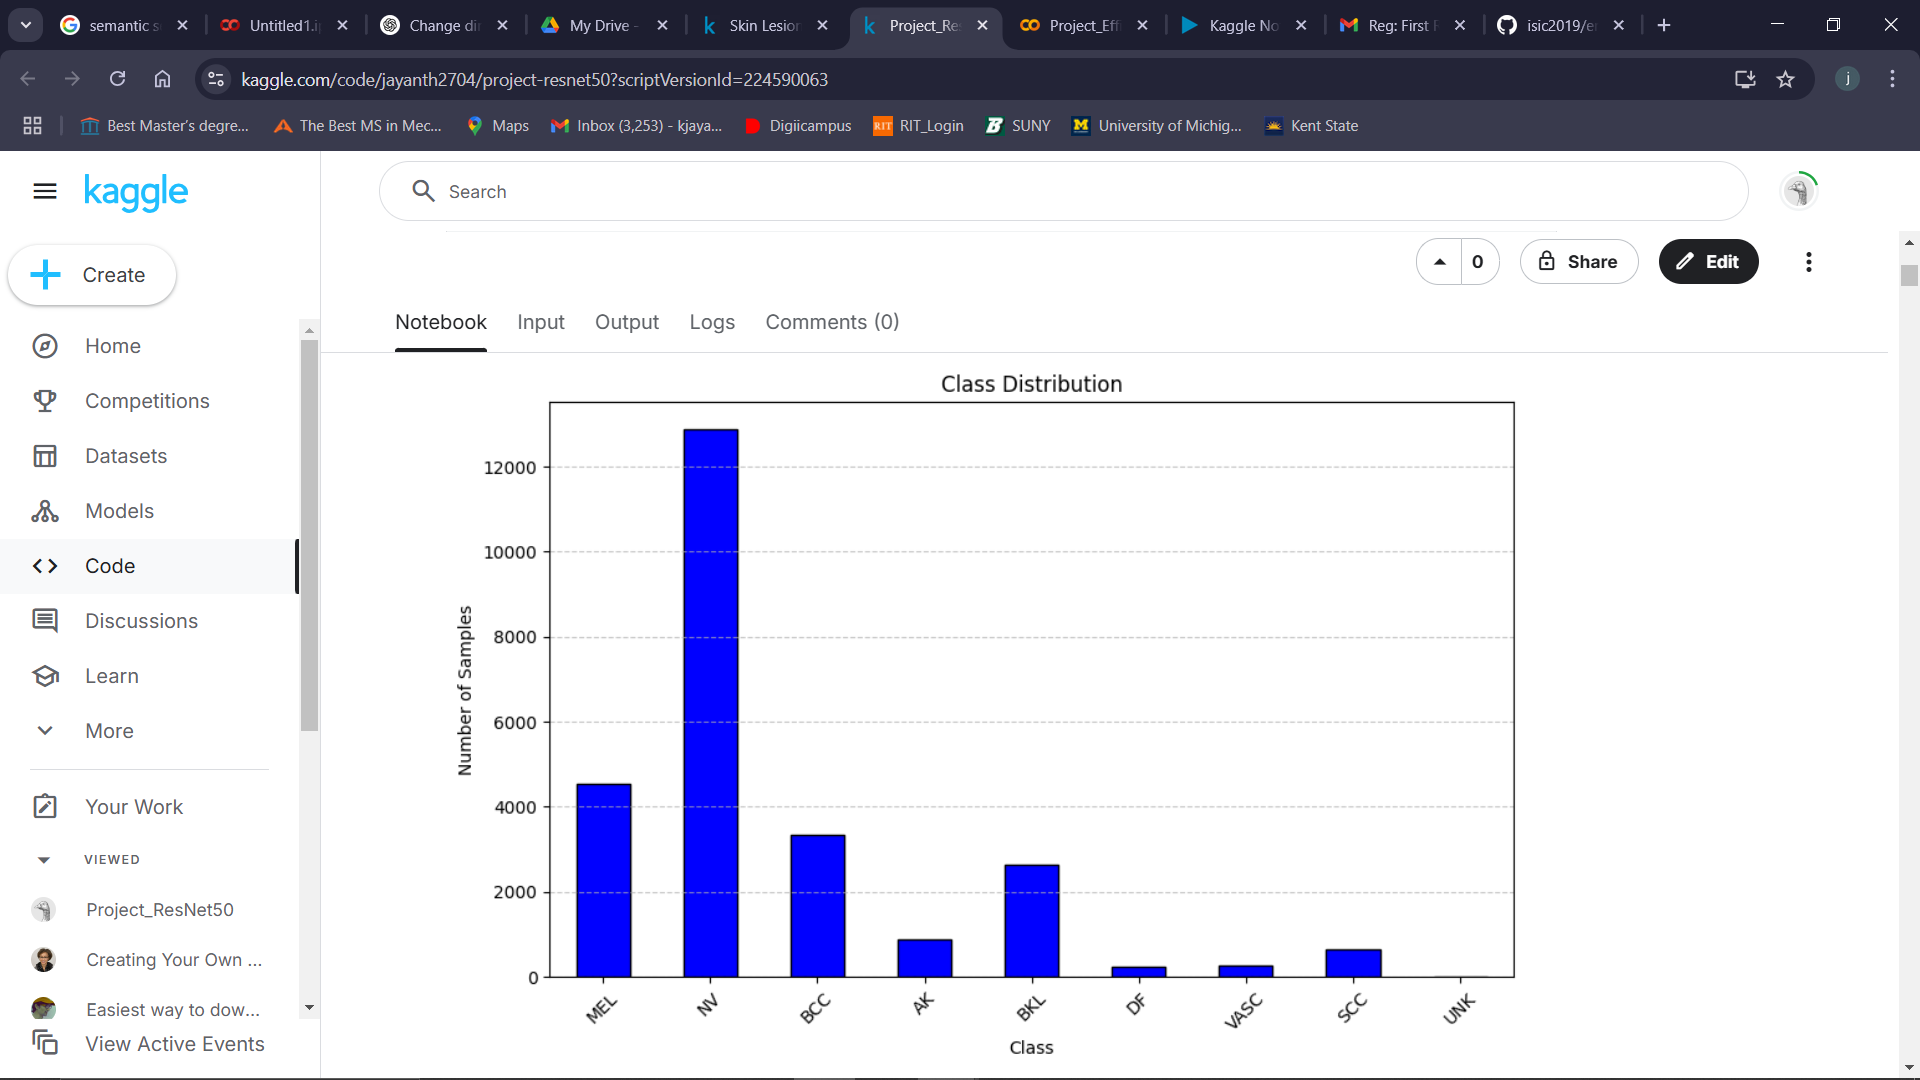 semantic s
Untitled1.i
Change di
My Drive -
Skin Lesion
Project_Re
Project_Eff
Kaggle No
Reg: First
isic2019/e
kaggle.com/code/jayanth2704/project-resnet50?scriptVersionId=224590063
j
Best Master's degre...
The Best MS in Mec...
Maps
Inbox (3,253) - kjaya...
Digiicampus
RIT
RIT_Login
SUNY
University of Michig...
Kent State
kaggle
Search
Create
0
Share
Edit
Notebook
Input
Output
Logs
Comments (0)
Home
Competitions
Datasets
Models
Code
Discussions
Learn
More
Your Work
VIEWED
Project_ResNet50
Creating Your Own ...
Easiest way to dow...
View Active Events
Class Distribution
Number of Samples
12000
10000
8000
6000
4000
2000
0
MEL
NV
BCC
AK
BKL
DF
VASC
SCC
UNK
Class